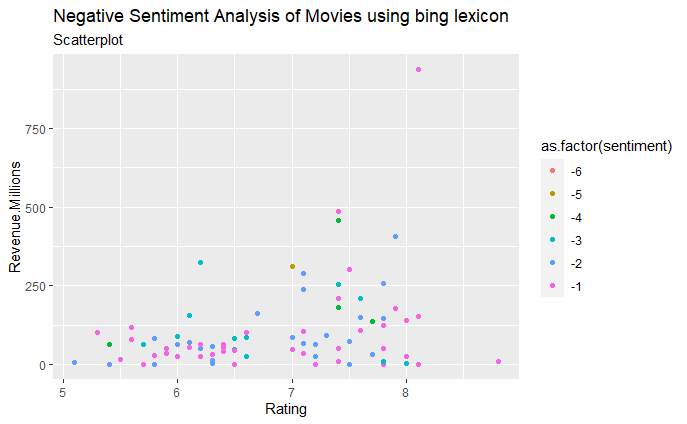 Negative Sentiment Analysis of Movies using bing lexicon
Scatterplot
Revenue.Millions
750
500
250
0
5
6
7
8
Rating
as.factor(sentiment)
-6
-5
-4
-3
-2
-1